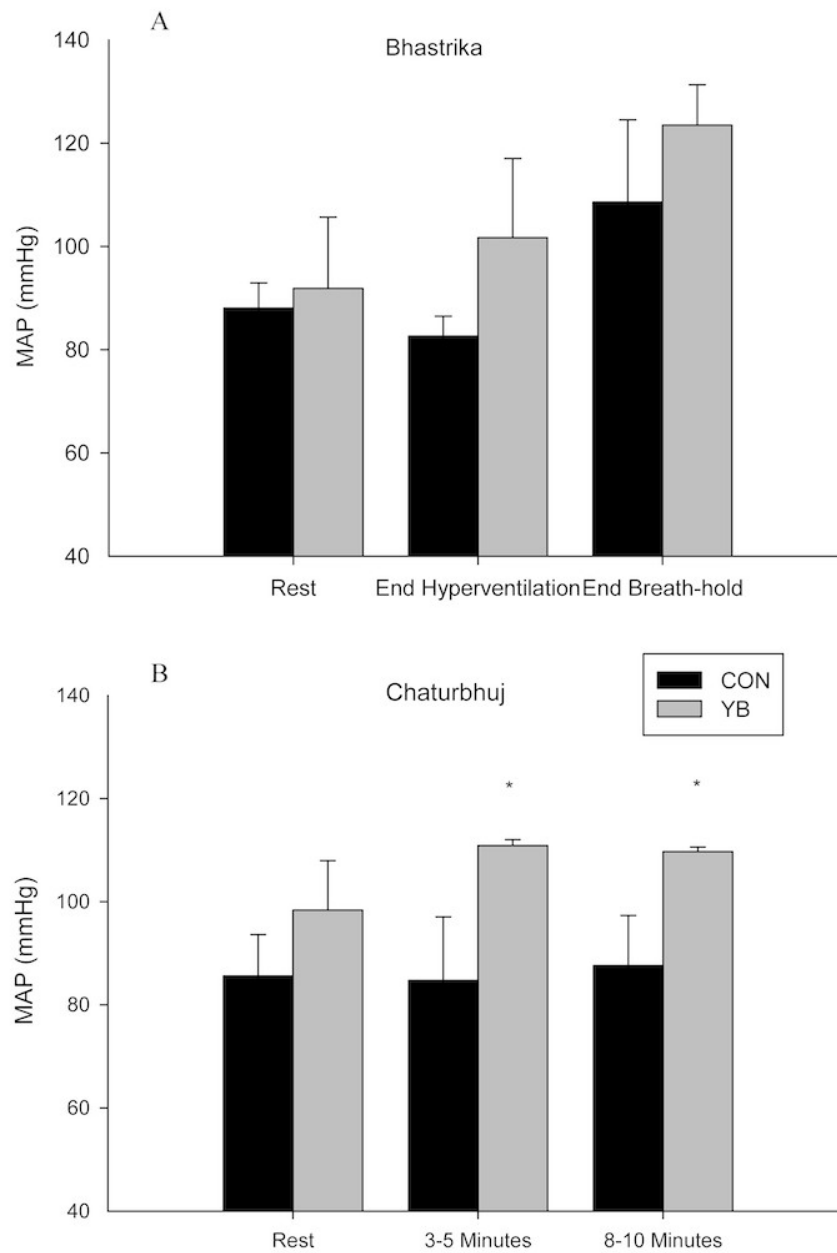 A
Bhastrika
140
120
100
80
60
40
MAP (mmHg)
Rest End Hyperventilation End Breath-hold
B
Chaturbhuj
CON
YB
140
120
100
80
60
40
MAP (mmHg)
* *
Rest 3-5 Minutes 8-10 Minutes